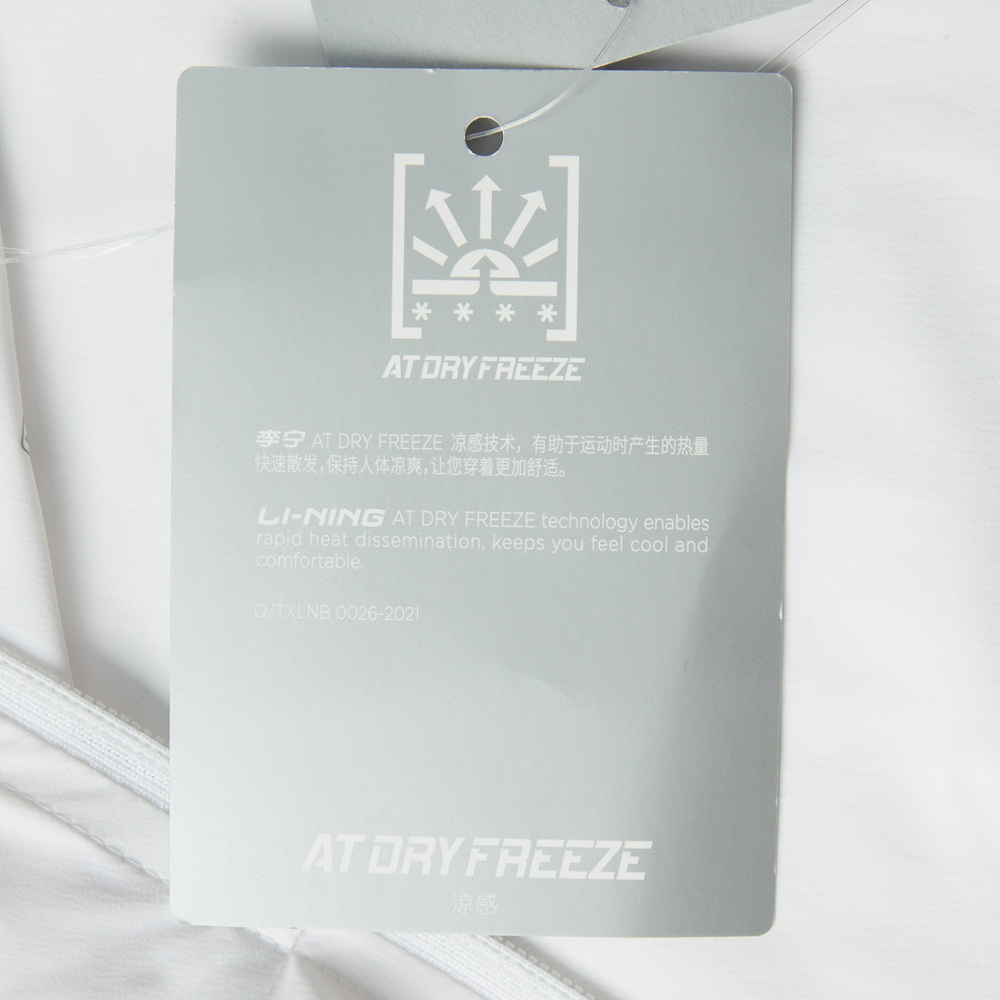 AT DRY FREEZE
李宁 AT DRY FREEZE 凉感技术，有助于运动时产生的热量
快速散发，保持人体凉爽，让您穿着更加舒适。
LI-NING AT DRY FREEZE technology enables
rapid heat dissemination, keeps you feel cool and
comfortable.
Q/TXLNB 0026-2021
AT DRY FREEZE
凉感